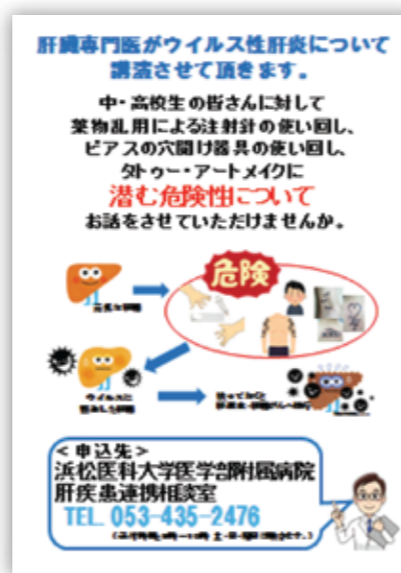 肝臓専門医がウイルス性肝炎について
講演させて頂きます。
中・高校生の皆さんに対して
薬物乱用による注射針の使い回し、
ピアスの穴開け器具の使い回し、
タトゥー・アートメイクに
潜む危険性について
お話をさせていただけませんか。
危険
ウイルスに
＜申込先＞
浜松医科大学医学部附属病院
肝疾患連携相談室
TEL 053-435-2476